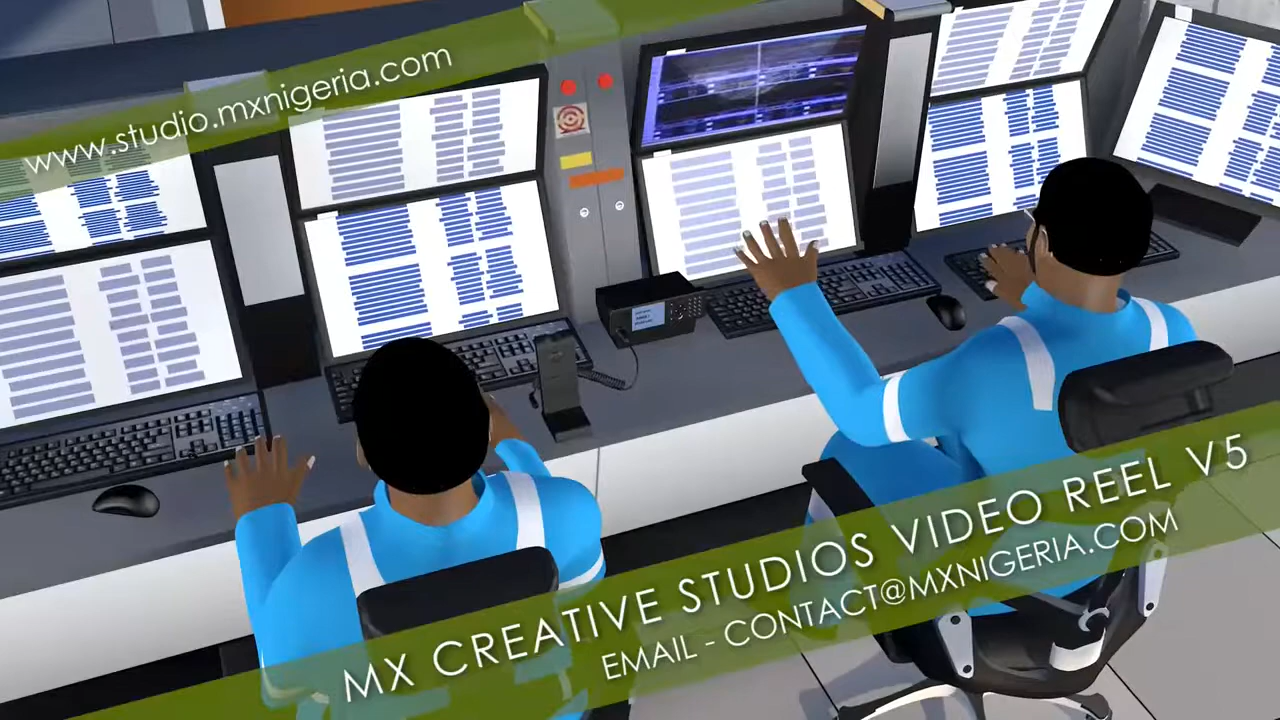 www.studio.mxnigeria.com
MX CREATIVE STUDIOS VIDEO REEL V5
EMAIL - CONTACT@MXNIGERIA.COM